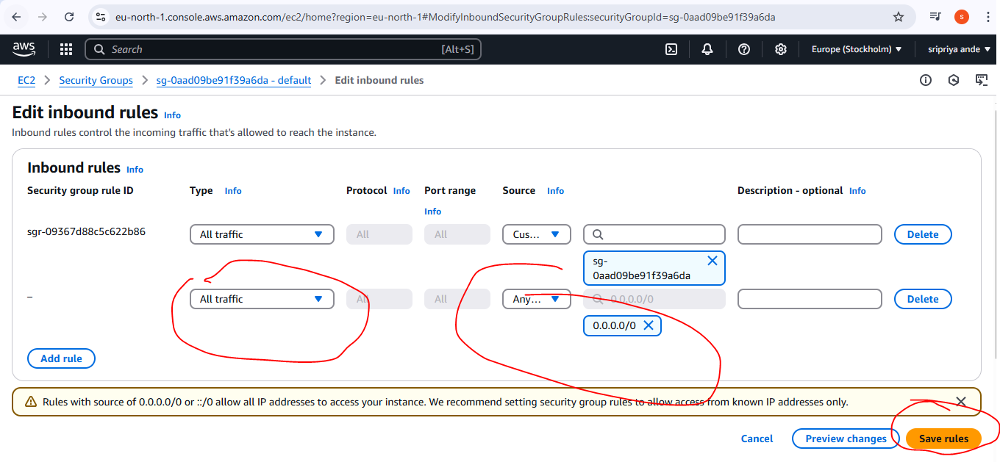 eu-north-1.console.aws.amazon.com/ec2/home?region=eu-north-1#ModifyInboundSecurityGroupRules:securityGroupId=sg-0aad09be91f39a6da
S
aws
Search
[Alt+S]
Europe (Stockholm)
sripriya ande
EC2 > Security Groups > sg-0aad09be91f39a6da - default > Edit inbound rules
Edit inbound rules Info
Inbound rules control the incoming traffic that's allowed to reach the instance.
Inbound rules Info
Security group rule ID
Type Info
Protocol Info
Port range
Info
Source Info
Description - optional Info
sgr-09367d88c5c622b86
All traffic
All
All
Cus...
Delete
sg-
0aad09be91f39a6da
–
All traffic
All
All
Any...
0.0.0.0/0
Delete
0.0.0.0/0
Add rule
Rules with source of 0.0.0.0/0 or ::/0 allow all IP addresses to access your instance. We recommend setting security group rules to allow access from known IP addresses only.
Cancel
Preview changes
Save rules